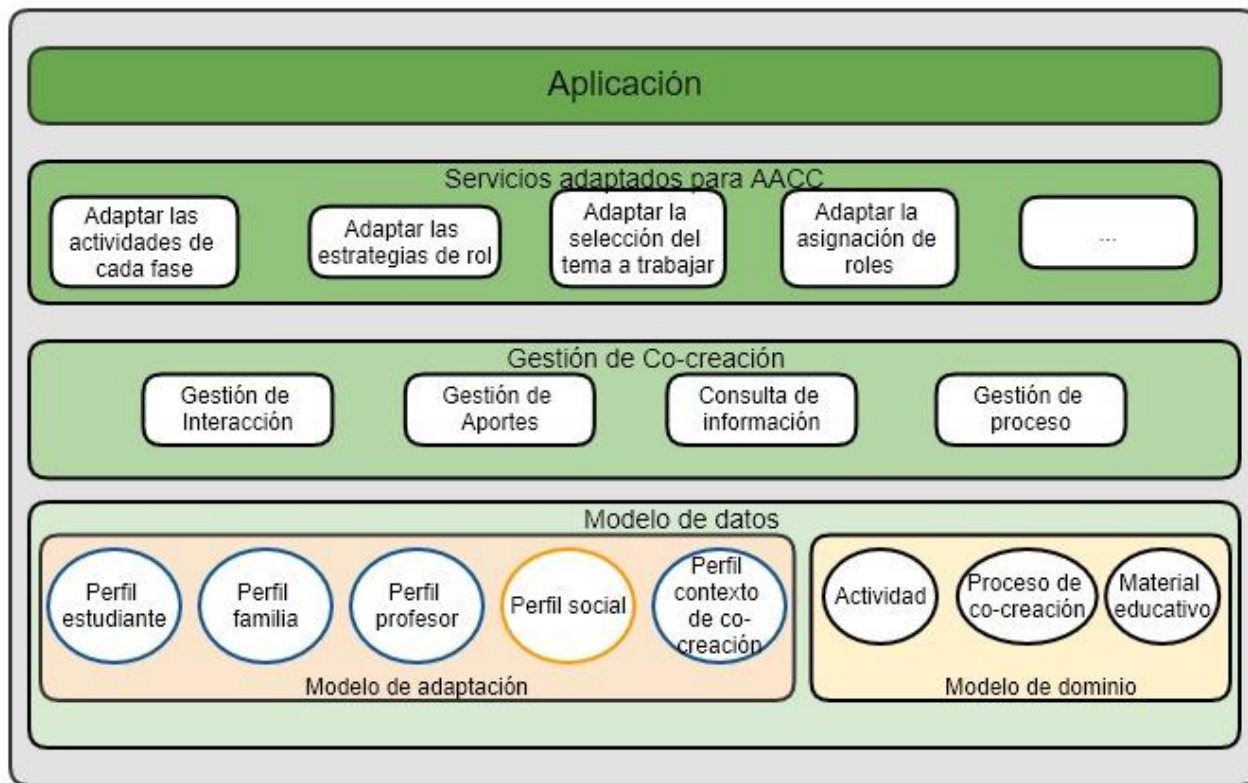 Aplicación
Servicios adaptados para AACC
Adaptar las
actividades de
cada fase
Adaptar las
estrategias de rol
Adaptar la
selección del
tema a trabajar
Adaptar la
asignación de
roles
...
Gestión de Co-creación
Gestión de
Interacción
Gestión de
Aportes
Consulta de
información
Gestión de
proceso
Modelo de datos
Perfil
estudiante
Perfil
familia
Perfil
profesor
Perfil social
Perfil
contexto
de co-
creación
Modelo de adaptación
Actividad
Proceso de
co-creación
Material
educativo
Modelo de dominio